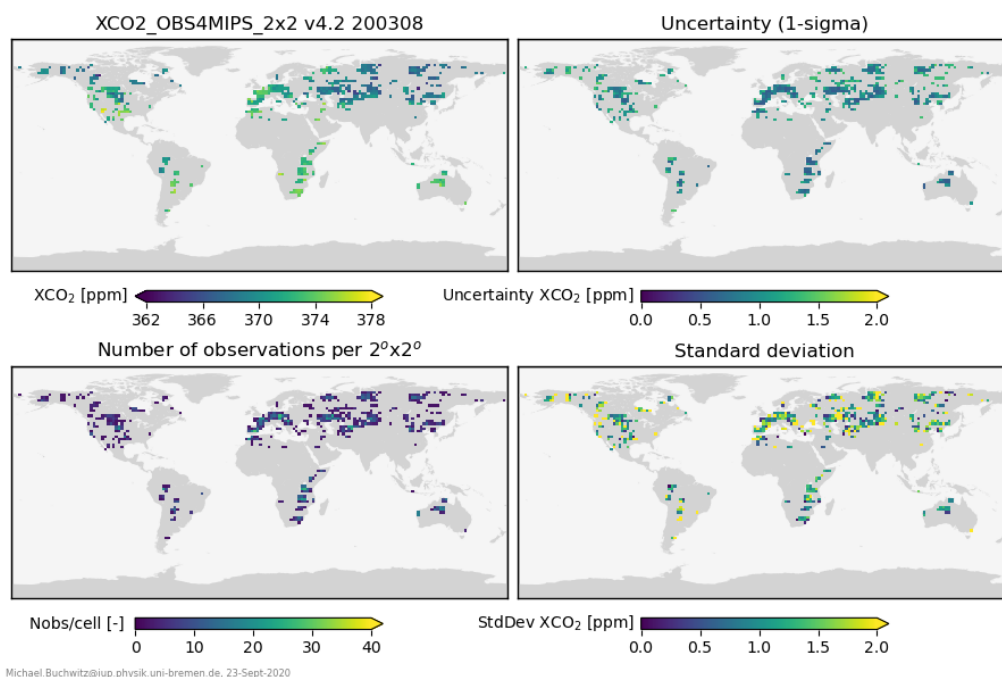 XCO2_OBS4MIPS_2x2 v4.2 200308
Uncertainty (1-sigma)
XCO₂ [ppm]
362 366 370 374 378
Uncertainty XCO₂ [ppm]
0.0 0.5 1.0 1.5 2.0
Number of observations per 2ºx2º
Standard deviation
Nobs/cell [-]
0 10 20 30 40
StdDev XCO₂ [ppm]
0.0 0.5 1.0 1.5 2.0
Michael.Buchwitz@iup.physik.uni-bremen.de, 23-Sept-2020